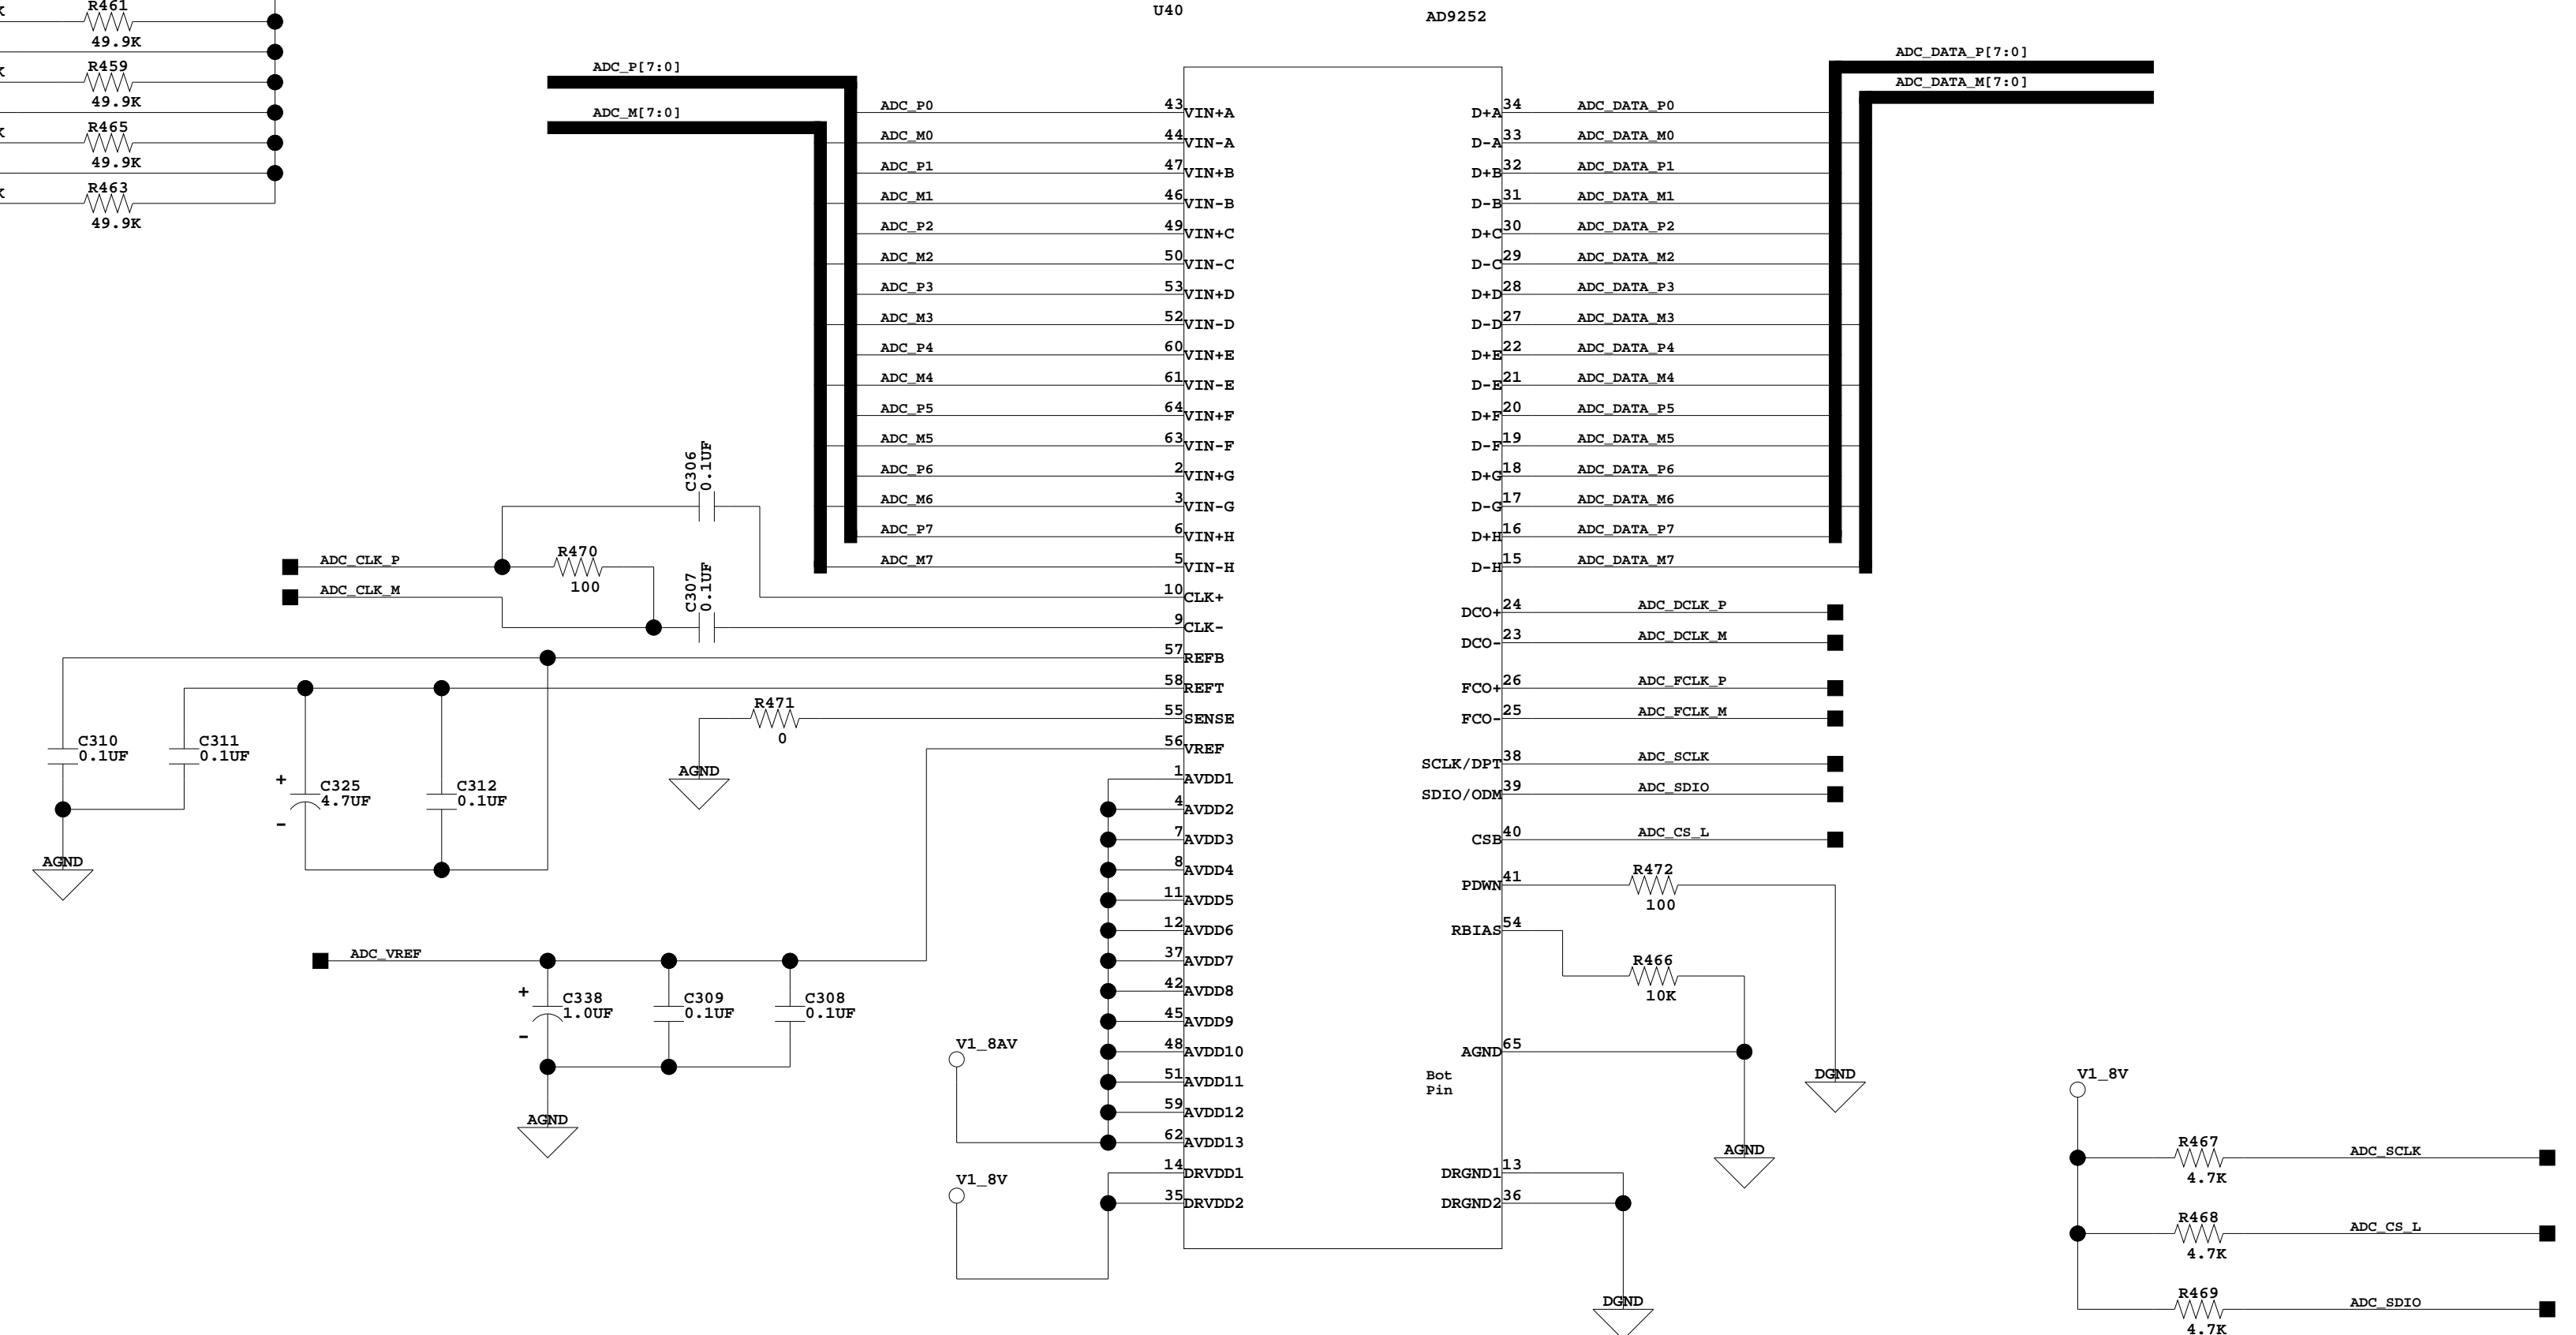 U40
AD9252
K
R461
49.9K
K
R459
49.9K
K
R465
49.9K
K
R463
49.9K
ADC_P[7:0]
ADC_M[7:0]
ADC_DATA_P[7:0]
ADC_DATA_M[7:0]
ADC_P0 43 VIN+A D+A 34 ADC_DATA_P0
ADC_M0 44 VIN-A D-A 33 ADC_DATA_M0
ADC_P1 47 VIN+B D+B 32 ADC_DATA_P1
ADC_M1 46 VIN-B D-B 31 ADC_DATA_M1
ADC_P2 49 VIN+C D+C 30 ADC_DATA_P2
ADC_M2 50 VIN-C D-C 29 ADC_DATA_M2
ADC_P3 53 VIN+D D+D 28 ADC_DATA_P3
ADC_M3 52 VIN-D D-D 27 ADC_DATA_M3
ADC_P4 60 VIN+E D+E 22 ADC_DATA_P4
ADC_M4 61 VIN-E D-E 21 ADC_DATA_M4
ADC_P5 64 VIN+F D+F 20 ADC_DATA_P5
ADC_M5 63 VIN-F D-F 19 ADC_DATA_M5
ADC_P6 2 VIN+G D+G 18 ADC_DATA_P6
ADC_M6 3 VIN-G D-G 17 ADC_DATA_M6
ADC_P7 6 VIN+H D+H 16 ADC_DATA_P7
ADC_M7 5 VIN-H D-H 15 ADC_DATA_M7
C306
0.1UF
ADC_CLK_P
R470
100
ADC_CLK_M
C307
0.1UF
10 CLK+
9 CLK-
57 REFB
58 REFT
55 SENSE
56 VREF
R471
0
AGND
C310
0.1UF
C311
0.1UF
+
C325
4.7UF
-
C312
0.1UF
AGND
1 AVDD1
4 AVDD2
7 AVDD3
8 AVDD4
11 AVDD5
12 AVDD6
37 AVDD7
42 AVDD8
45 AVDD9
48 AVDD10
51 AVDD11
59 AVDD12
62 AVDD13
14 DRVDD1
35 DRVDD2
ADC_VREF
+
C338
1.0UF
-
C309
0.1UF
C308
0.1UF
AGND
V1_8AV
V1_8V
DCO+ 24 ADC_DCLK_P
DCO- 23 ADC_DCLK_M
FCO+ 26 ADC_FCLK_P
FCO- 25 ADC_FCLK_M
SCLK/DPT 38 ADC_SCLK
SDIO/ODM 39 ADC_SDIO
CSB 40 ADC_CS_L
PDWN 41
R472
100
RBIAS 54
R466
10K
AGND 65
Bot
Pin
DGND
AGND
DRGND1 13
DRGND2 36
DGND
V1_8V
R467
4.7K
ADC_SCLK
R468
4.7K
ADC_CS_L
R469
4.7K
ADC_SDIO